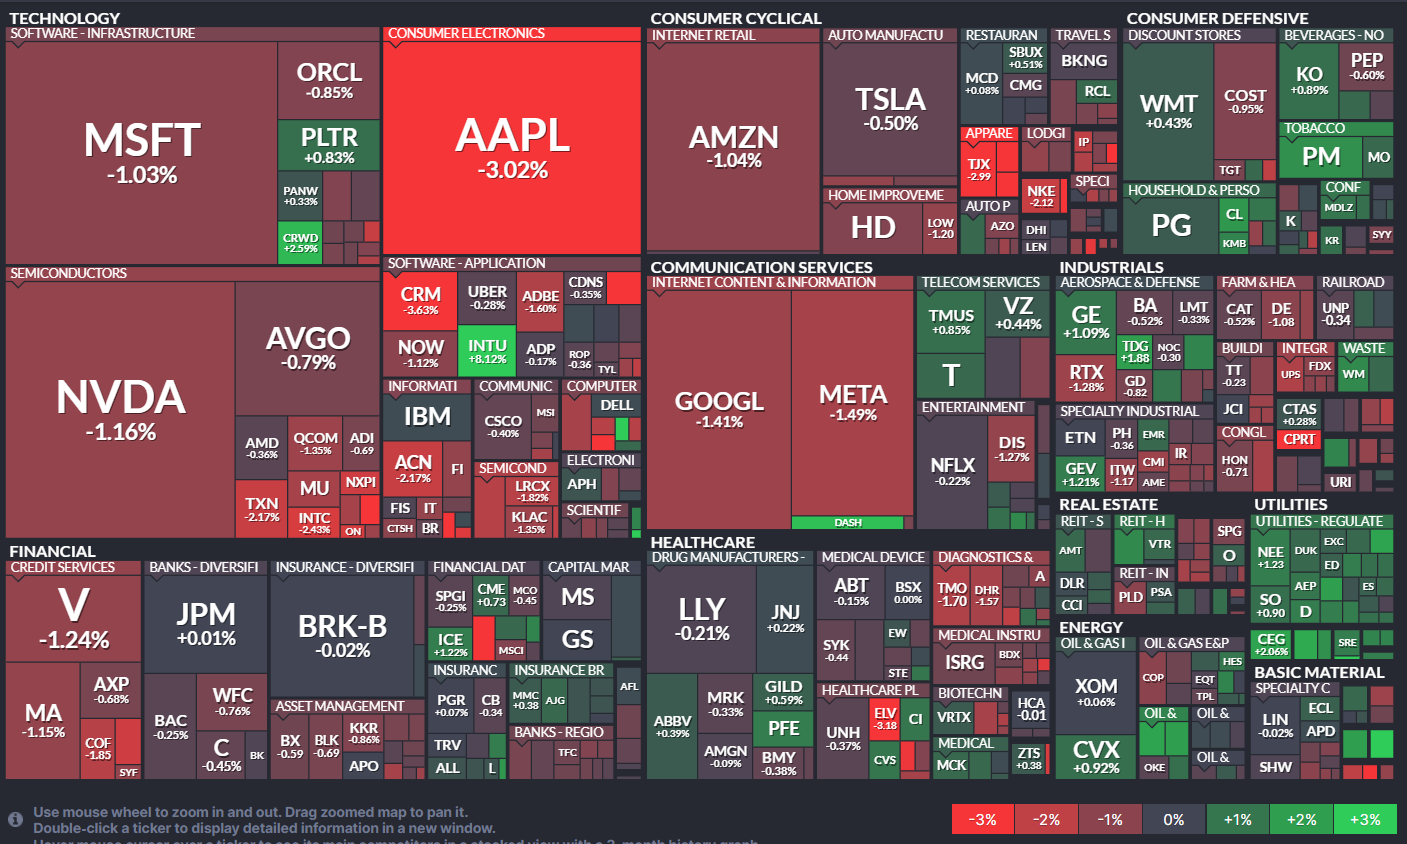 TECHNOLOGY
SOFTWARE - INFRASTRUCTURE
MSFT
-1.03%
ORCL
-0.85%
PLTR
+0.83%
PANW
+0.33%
CRWD
+2.59%
CONSUMER ELECTRONICS
AAPL
-3.02%
SEMICONDUCTORS
NVDA
-1.16%
AVGO
-0.79%
AMD
-0.36%
QCOM
-1.35%
ADI
-0.69
TXN
-2.17%
MU
NXPI
INTC
-2.43%
ON
SOFTWARE - APPLICATION
CRM
-3.63%
UBER
-0.28%
ADBE
-1.60%
CDNS
-0.35%
NOW
-1.12%
INTU
+8.12%
ADP
-0.17%
ROP
-0.36
TYL
INFORMATI
IBM
ACN
-2.17%
FI
FIS
IT
CTSH
BR
COMMUNIC
CSCO
-0.40%
MSI
COMPUTER
DELL
SEMICOND
LRCX
-1.82%
KLAC
-1.35%
ELECTRONI
APH
SCIENTIF
CONSUMER CYCLICAL
INTERNET RETAIL
AMZN
-1.04%
AUTO MANUFACTU
TSLA
-0.50%
HOME IMPROVEME
HD
LOW
-1.20
RESTAURAN
MCD
+0.08%
SBUX
+0.51%
CMG
TRAVEL S
BKNG
RCL
APPARE
TJX
-2.99
LODGI
IP
NKE
-2.12
SPECI
AUTO P
AZO
DHI
LEN
CONSUMER DEFENSIVE
DISCOUNT STORES
WMT
+0.43%
COST
-0.95%
TGT
BEVERAGES - NO
KO
+0.89%
PEP
-0.60%
TOBACCO
PM
MO
HOUSEHOLD & PERSO
PG
CL
KMB
K
CONF
MDLZ
KR
SYY
COMMUNICATION SERVICES
INTERNET CONTENT & INFORMATION
GOOGL
-1.41%
META
-1.49%
DASH
TELECOM SERVICES
TMUS
+0.85%
VZ
+0.44%
T
ENTERTAINMENT
NFLX
-0.22%
DIS
-1.27%
INDUSTRIALS
AEROSPACE & DEFENSE
GE
+1.09%
BA
-0.52%
LMT
-0.33%
TDG
+1.88
NOC
-0.30
RTX
-1.28%
GD
-0.82
FARM & HEA
CAT
-0.52%
DE
-1.08
RAILROAD
UNP
-0.34
BUILDI
TT
-0.23
JCI
INTEGR
UPS
FDX
WASTE
WM
SPECIALTY INDUSTRIAL
ETN
PH
-0.36
EMR
GEV
+1.21%
ITW
-1.17
CMI
IR
AME
CTAS
+0.28%
CPRT
CONGL
HON
-0.71
URI
FINANCIAL
CREDIT SERVICES
V
-1.24%
MA
-1.15%
AXP
-0.68%
COF
-1.85
SYF
BANKS - DIVERSIFI
JPM
+0.01%
BAC
-0.25%
WFC
-0.76%
C
-0.45%
BK
INSURANCE - DIVERSIFI
BRK-B
-0.02%
ASSET MANAGEMENT
BX
-0.59
BLK
-0.69
KKR
-0.86%
APO
FINANCIAL DAT
SPGI
-0.25%
CME
+0.73
MCO
-0.45
ICE
+1.22%
MSCI
CAPITAL MAR
MS
GS
INSURANC
PGR
+0.07%
CB
-0.34
TRV
ALL
L
INSURANCE BR
MMC
+0.38
AJG
AFL
BANKS - REGIO
TFC
HEALTHCARE
DRUG MANUFACTURERS -
LLY
-0.21%
JNJ
+0.22%
ABBV
+0.39%
MRK
-0.33%
AMGN
-0.09%
GILD
+0.59%
PFE
BMY
-0.38%
MEDICAL DEVICE
ABT
-0.15%
BSX
0.00%
SYK
-0.44
EW
STE
HEALTHCARE PL
UNH
-0.37%
ELV
-3.18
CI
CVS
DIAGNOSTICS &
TMO
-1.70
DHR
-1.57
A
MEDICAL INSTRU
ISRG
BDX
BIOTECHN
VRTX
HCA
-0.01
MEDICAL
MCK
ZTS
+0.38
REAL ESTATE
REIT - S
AMT
DLR
CCI
REIT - H
VTR
REIT - IN
PLD
PSA
SPG
O
UTILITIES
UTILITIES - REGULATE
NEE
+1.23
DUK
EXC
ED
SO
+0.90
AEP
ES
D
CEG
+2.06%
SRE
ENERGY
OIL & GAS I
XOM
+0.06%
CVX
+0.92%
OIL & GAS E&P
COP
HES
EQT
TPL
OIL &
OKE
OIL &
OIL &
BASIC MATERIAL
SPECIALTY C
LIN
-0.02%
ECL
APD
SHW
Use mouse wheel to zoom in and out. Drag zoomed map to pan it.
Double-click a ticker to display detailed information in a new window.
-3%
-2%
-1%
0%
+1%
+2%
+3%